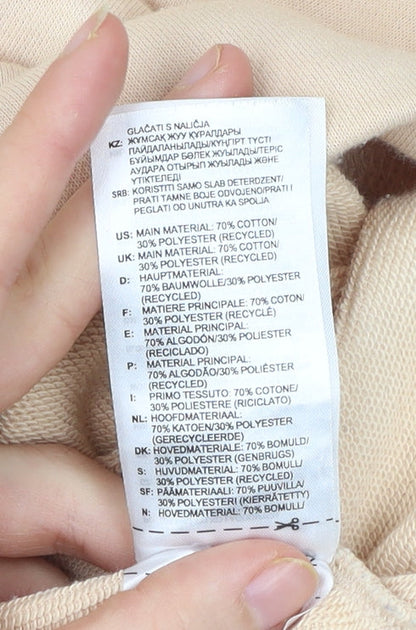 GLAČATI S NALIČJA
KZ: ЖҰМСАҚ ЖУУ ҚҰРАЛДАРЫ
ПАЙДАЛАНЫЛАДЫ/КҮҢГІРТ ТҮСТІ
БҰЙЫМДАР БӨЛЕК ЖУЫЛАДЫ/ТЕРІС
АУДАРА ОТЫРЫП ЖУЫЛАДЫ ЖӘНЕ
ҮТІКТЕЛЕДІ
SRB: KORISTITI SAMO SLAB DETERDZENT/
PRATI TAMNE BOJE ODVOJENO/PRATI I
PEGLATI OD UNUTRA KA SPOLJA
US: MAIN MATERIAL: 70% COTTON/
30% POLYESTER (RECYCLED)
UK: MAIN MATERIAL: 70% COTTON/
30% POLYESTER (RECYCLED)
D: HAUPTMATERIAL:
70% BAUMWOLLE/30% POLYESTER
(RECYCLED)
F: MATIERE PRINCIPALE: 70% COTON/
30% POLYESTER (RECYCLÉ)
E: MATERIAL PRINCIPAL:
70% ALGODÓN/30% POLIESTER
(RECICLADO)
P: MATERIAL PRINCIPAL:
70% ALGODÃO/30% POLIÉSTER
(RECYCLED)
I: PRIMO TESSUTO: 70% COTONE/
30% POLIESTERE (RICICLATO)
NL: HOOFDMATERIAAL:
70% KATOEN/30% POLYESTER
(GERECYCLEERDE)
DK: HOVEDMATERIALE: 70% BOMULD/
30% POLYESTER (GENBRUGS)
S: HUVUDMATERIAL: 70% BOMULL/
30% POLYESTER (RECYCLED)
SF: PÄÄMATERIAALI: 70% PUUVILLA/
30% POLYESTERI (KIERRÄTETTY)
N: HOVEDMATERIAL: 70% BOMULL/